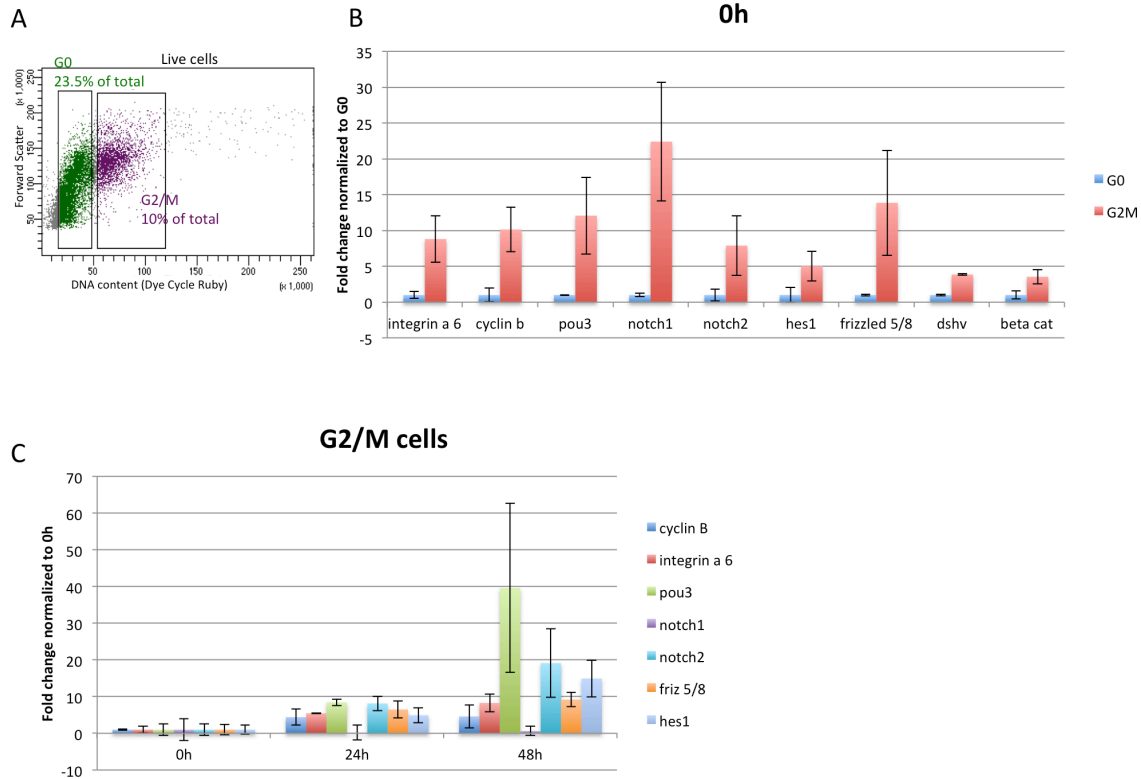 A
Live cells
G0
23.5% of total
G2/M
10% of total
Forward Scatter
(x 1,000)
50 100 150 200 250
50 100 150 200 250
DNA content (Dye Cycle Ruby)
(x 1,000)
B
0h
Fold change normalized to G0
35
30
25
20
15
10
5
0
-5
integrin a 6 cyclin b pou3 notch1 notch2 hes1 frizzled 5/8 dshv beta cat
G0
G2M
C
G2/M cells
Fold change normalized to 0h
70
60
50
40
30
20
10
0
-10
0h 24h 48h
cyclin B
integrin a 6
pou3
notch1
notch2
friz 5/8
hes1